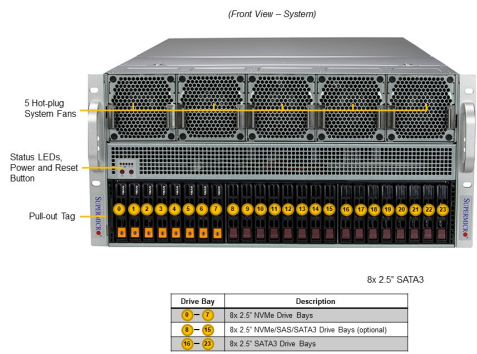 (Front View – System)
5 Hot-plug
System Fans
Status LEDs,
Power and Reset
Button
Pull-out Tag
SUPERMICRO
SUPERMICRO
0 1 2 3 4 5 6 7 8 9 10 11 12 13 14 15 16 17 18 19 20 21 22 23
8x 2.5" SATA3
Drive Bay Description
0 – 7 8x 2.5" NVMe Drive Bays
8 – 15 8x 2.5" NVMe/SAS/SATA3 Drive Bays (optional)
16 – 23 8x 2.5" SATA3 Drive Bays